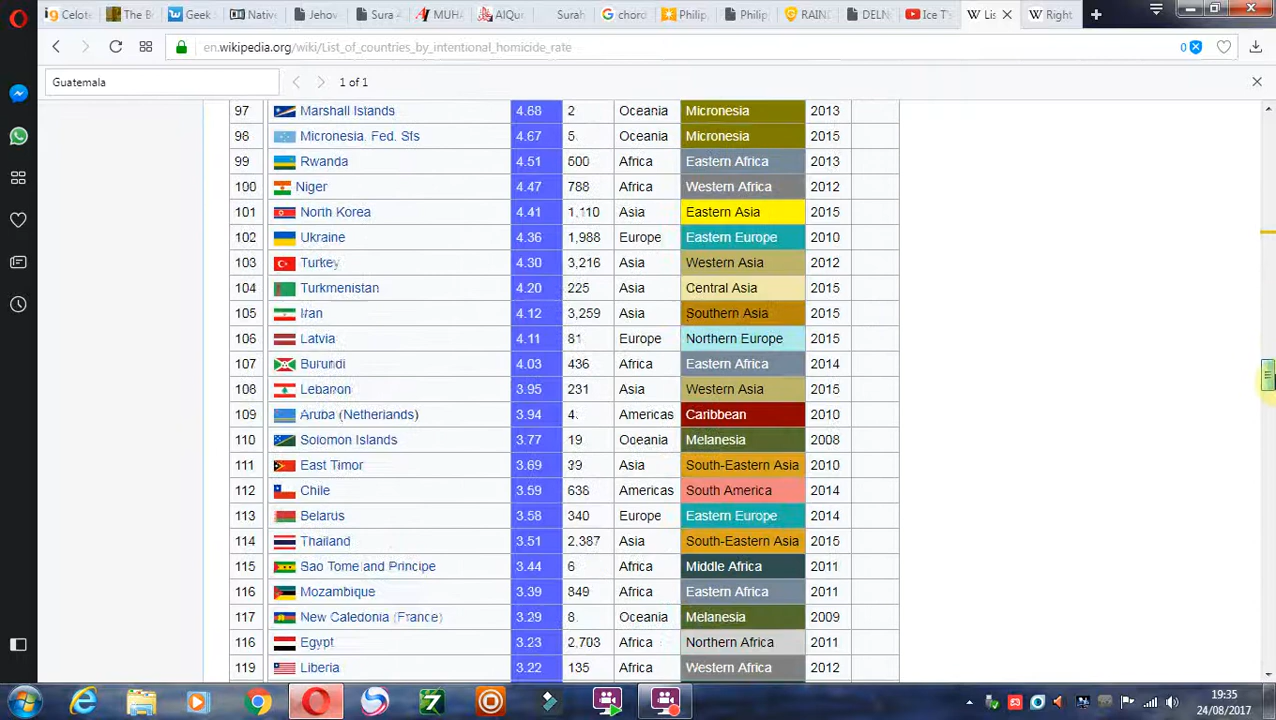 Celot
The B
Geek
Native
Jehov
Sura
MUHA
AlQur
Surah
choro
Philip
Philip
RAIN
DELN
Ice T
Lis
Right
en.wikipedia.org/wiki/List_of_countries_by_intentional_homicide_rate
0
Guatemala
1 of 1
97 Marshall Islands 4.68 2 Oceania Micronesia 2013
98 Micronesia, Fed. Sts 4.67 5 Oceania Micronesia 2015
99 Rwanda 4.51 500 Africa Eastern Africa 2013
100 Niger 4.47 788 Africa Western Africa 2012
101 North Korea 4.41 1,110 Asia Eastern Asia 2015
102 Ukraine 4.36 1,988 Europe Eastern Europe 2010
103 Turkey 4.30 3,216 Asia Western Asia 2012
104 Turkmenistan 4.20 225 Asia Central Asia 2015
105 Iran 4.12 3,259 Asia Southern Asia 2015
106 Latvia 4.11 81 Europe Northern Europe 2015
107 Burundi 4.03 436 Africa Eastern Africa 2014
108 Lebanon 3.95 231 Asia Western Asia 2015
109 Aruba (Netherlands) 3.94 4 Americas Caribbean 2010
110 Solomon Islands 3.77 19 Oceania Melanesia 2008
111 East Timor 3.69 39 Asia South-Eastern Asia 2010
112 Chile 3.59 638 Americas South America 2014
113 Belarus 3.58 340 Europe Eastern Europe 2014
114 Thailand 3.51 2,387 Asia South-Eastern Asia 2015
115 Sao Tome and Principe 3.44 6 Africa Middle Africa 2011
116 Mozambique 3.39 849 Africa Eastern Africa 2011
117 New Caledonia (France) 3.29 8 Oceania Melanesia 2009
118 Egypt 3.23 2,703 Africa Northern Africa 2011
119 Liberia 3.22 135 Africa Western Africa 2012
19:35
24/08/2017